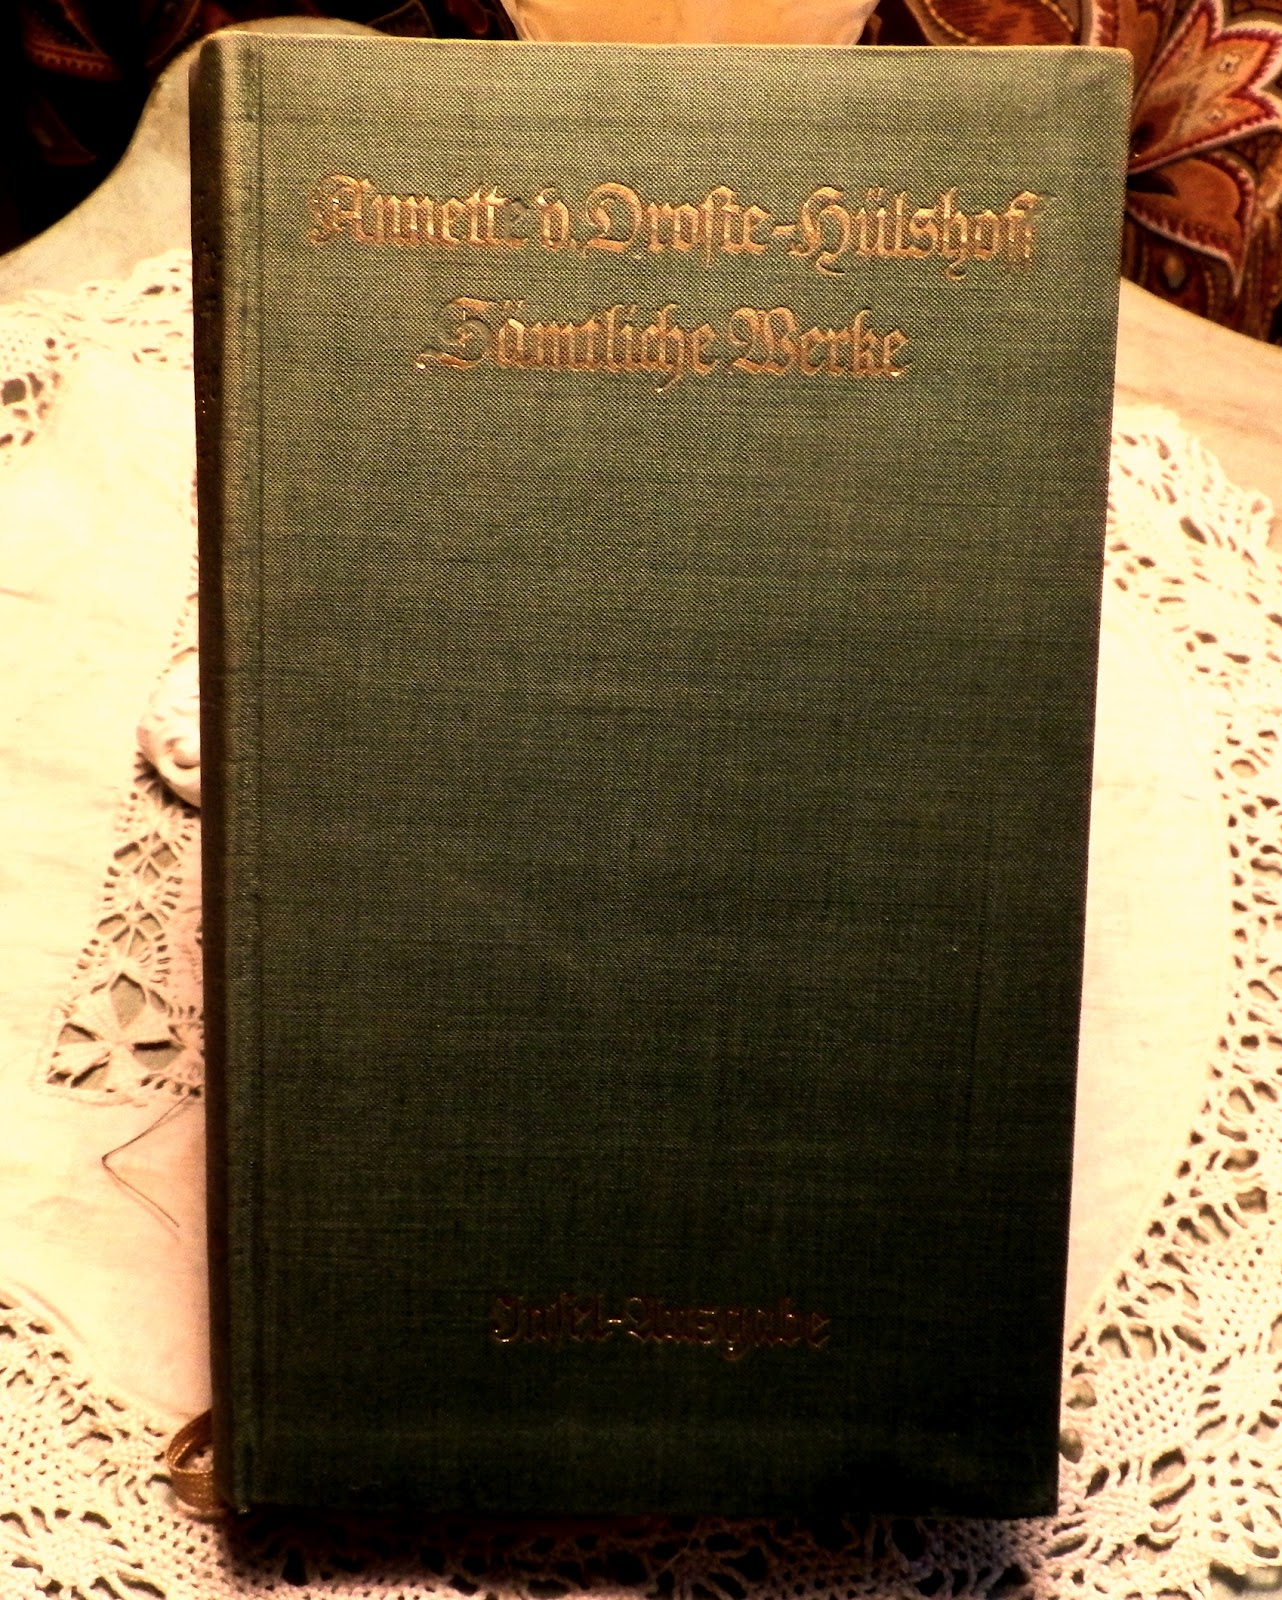 Annette v. Droste-Hülshoff
Sämtliche Werke
Insel-Ausgabe